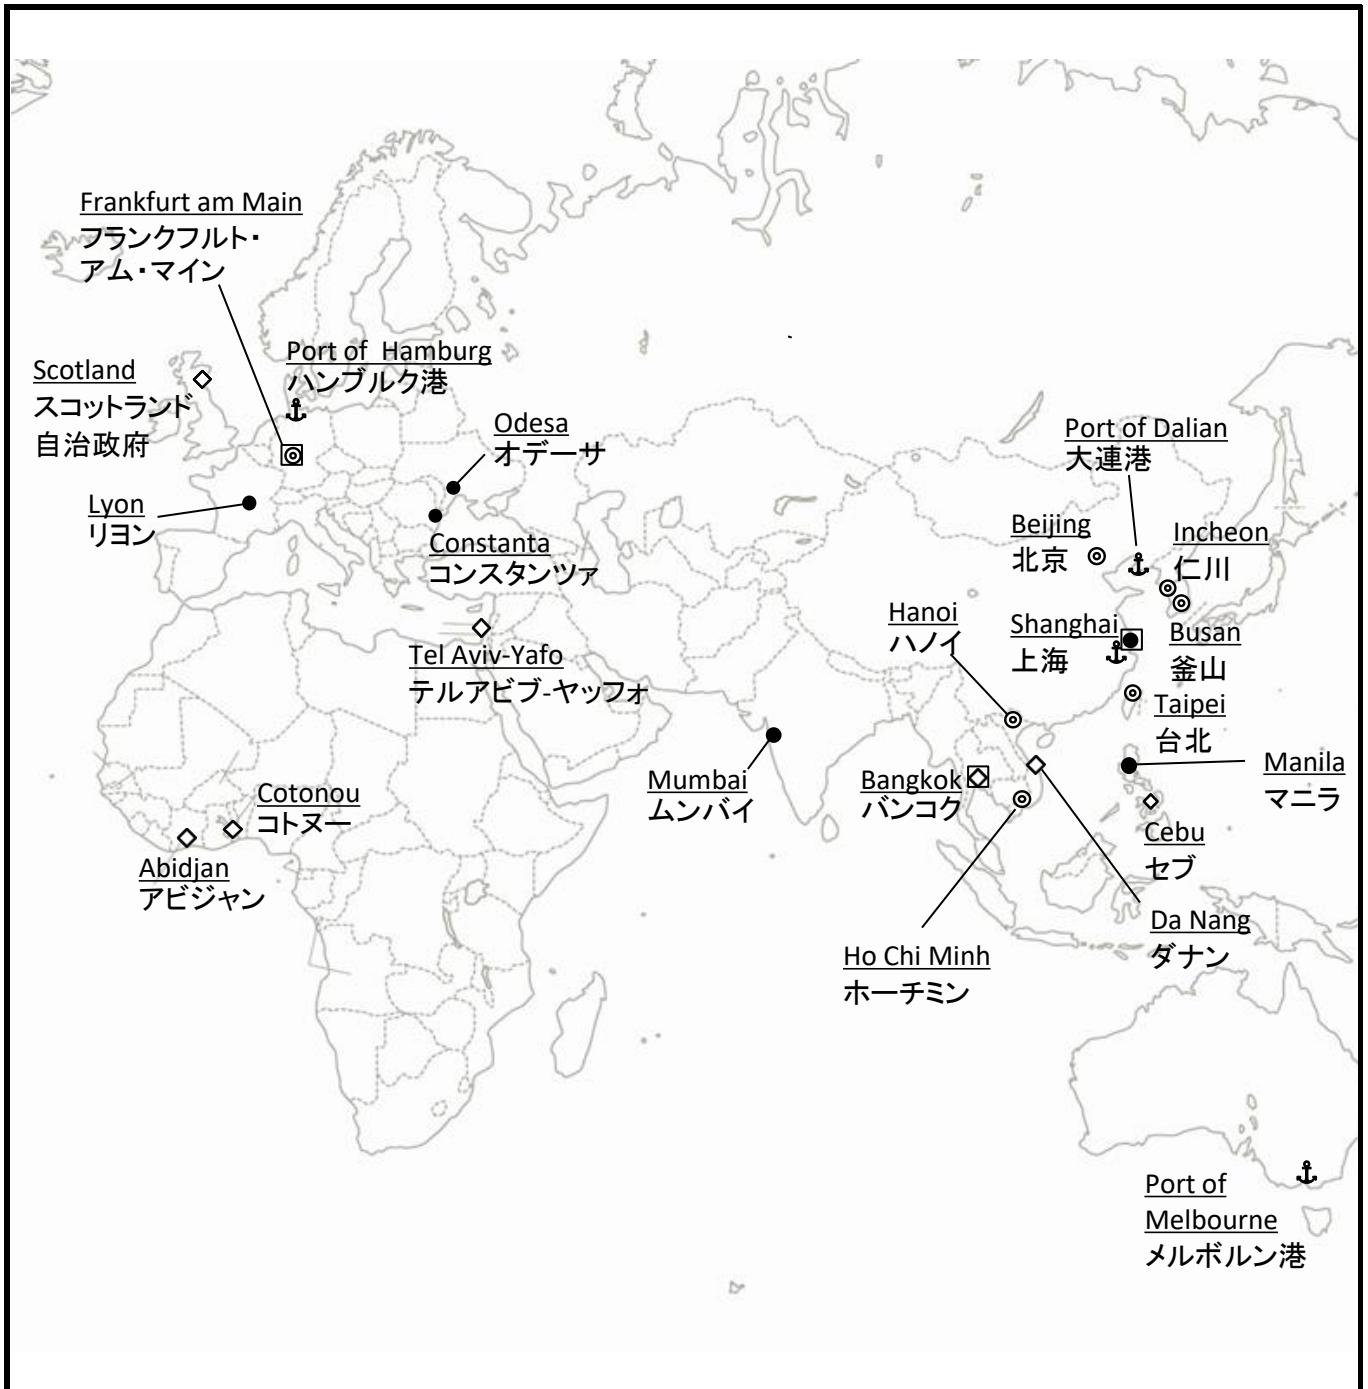 Frankfurt am Main
フランクフルト・
アム・マイン
Scotland
スコットランド
自治政府
Port of Hamburg
ハンブルク港
Odesa
オデーサ
Lyon
リヨン
Constanta
コンスタンツァ
Port of Dalian
大連港
Beijing
北京
Incheon
仁川
Hanoi
ハノイ
Shanghai
上海
Busan
釜山
Tel Aviv-Yafo
テルアビブ-ヤッフォ
Taipei
台北
Mumbai
ムンバイ
Bangkok
バンコク
Manila
マニラ
Cotonou
コトヌー
Cebu
セブ
Abidjan
アビジャン
Da Nang
ダナン
Ho Chi Minh
ホーチミン
Port of
Melbourne
メルボルン港